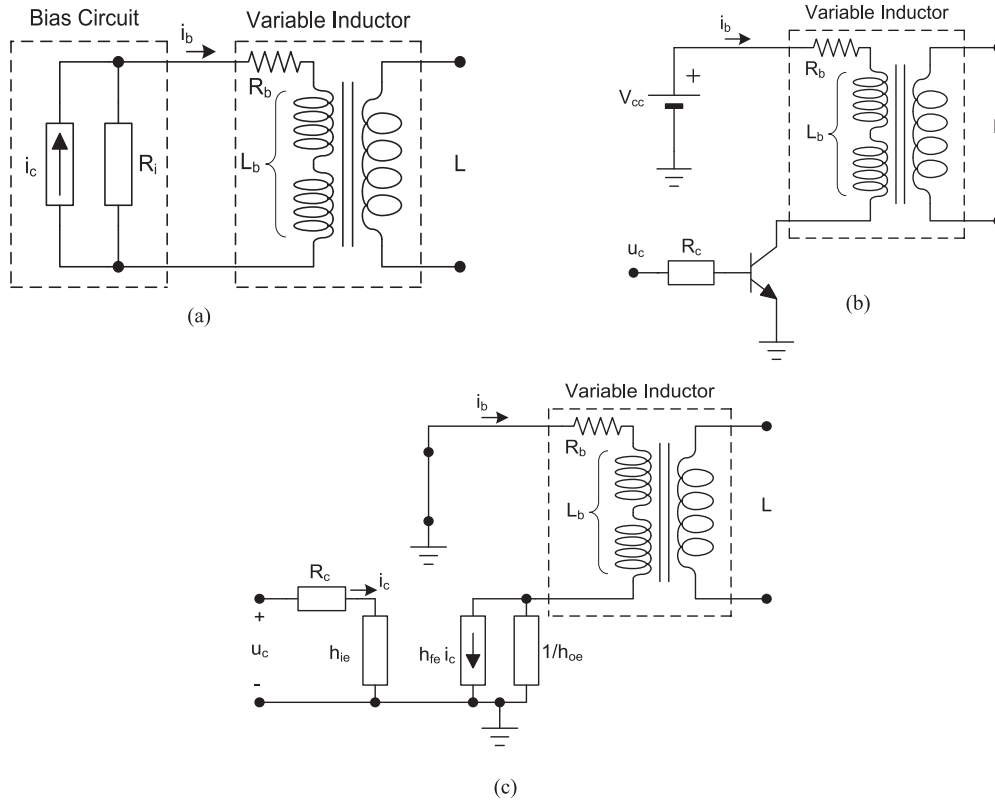 Bias Circuit
Variable Inductor
i_b
R_b
L_b
i_c
R_i
L
(a)
Variable Inductor
i_b
R_b
+
V_cc
L_b
u_c
R_c
(b)
Variable Inductor
i_b
R_b
L_b
L
R_c
i_c
+
u_c
-
h_ie
h_fe i_c
1/h_oe
(c)